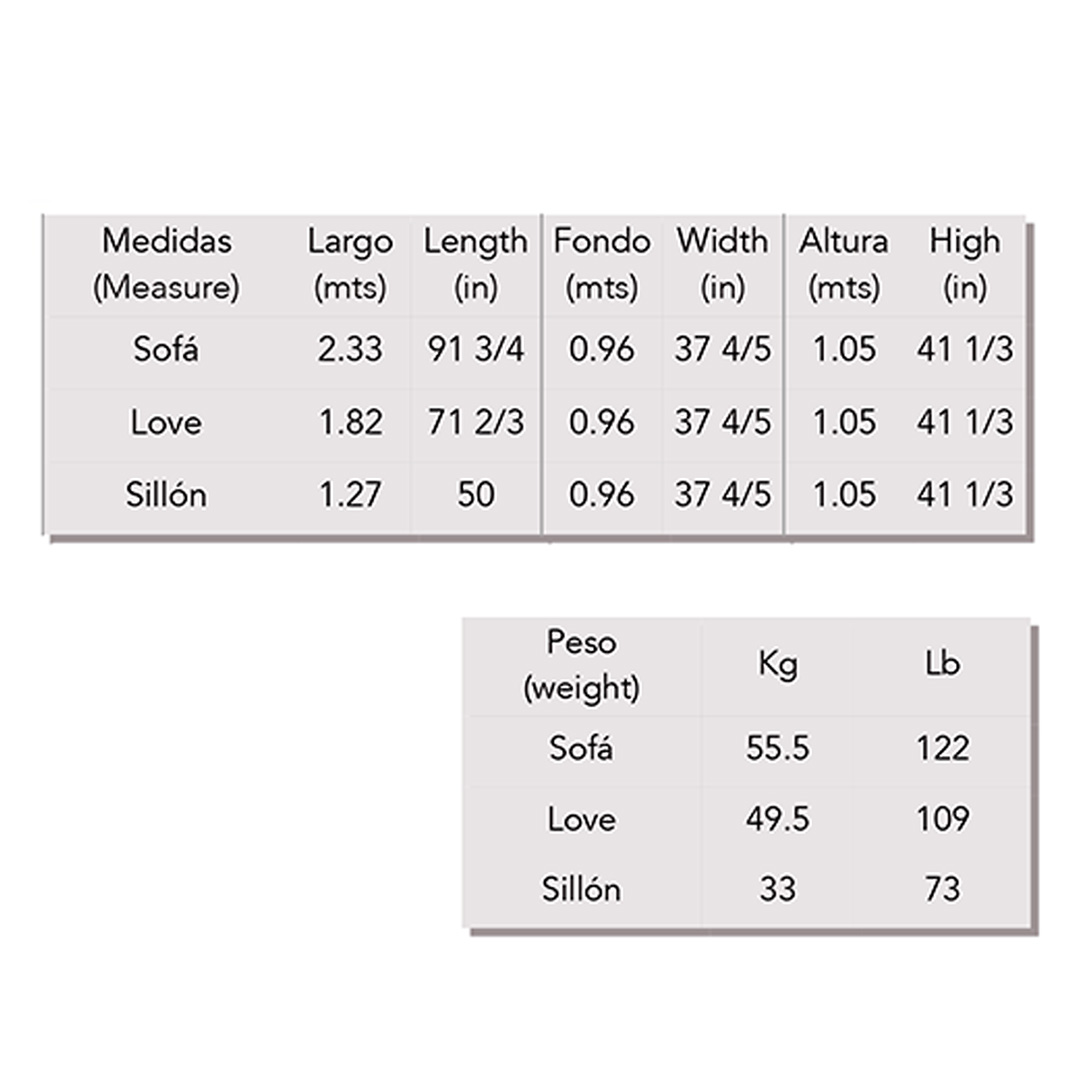 Medidas (Measure) Largo (mts) Length (in) Fondo (mts) Width (in) Altura (mts) High (in)
Sofá 2.33 91 3/4 0.96 37 4/5 1.05 41 1/3
Love 1.82 71 2/3 0.96 37 4/5 1.05 41 1/3
Sillón 1.27 50 0.96 37 4/5 1.05 41 1/3
Peso (weight) Kg Lb
Sofá 55.5 122
Love 49.5 109
Sillón 33 73